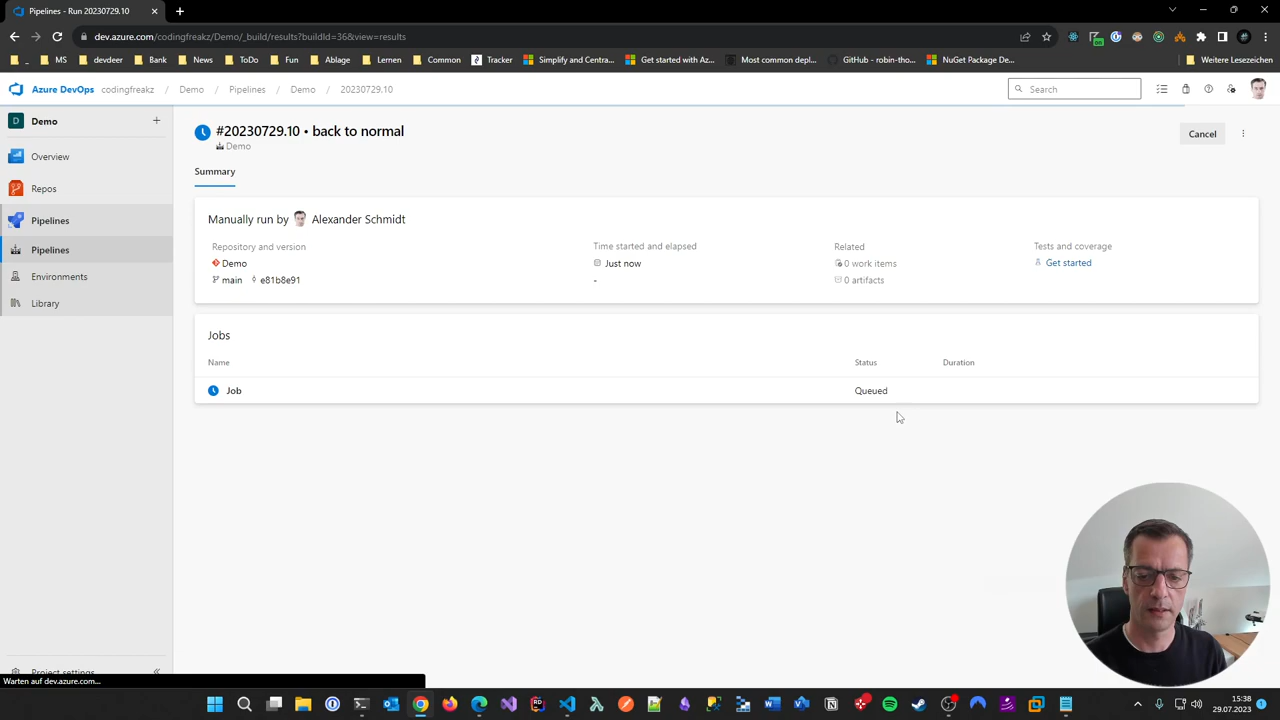 Pipelines - Run 20230729.10
dev.azure.com/codingfreakz/Demo/_build/results?buildId=36&view=results
MS
devdeer
Bank
News
ToDo
Fun
Ablage
Lernen
Common
Tracker
Simplify and Centra...
Get started with Az...
Most common depl...
GitHub - robin-tho...
NuGet Package De...
Weitere Lesezeichen
Azure DevOps codingfreakz / Demo / Pipelines / Demo / 20230729.10
Search
D Demo
Overview
Repos
Pipelines
Pipelines
Environments
Library
Project settings
#20230729.10 • back to normal
Demo
Cancel
Summary
Manually run by Alexander Schmidt
Repository and version
Time started and elapsed
Related
Tests and coverage
Demo
Just now
0 work items
Get started
main e81b8e91
-
0 artifacts
Jobs
Name
Status
Duration
Job
Queued
Warten auf dev.azure.com...
15:38
29.07.2023